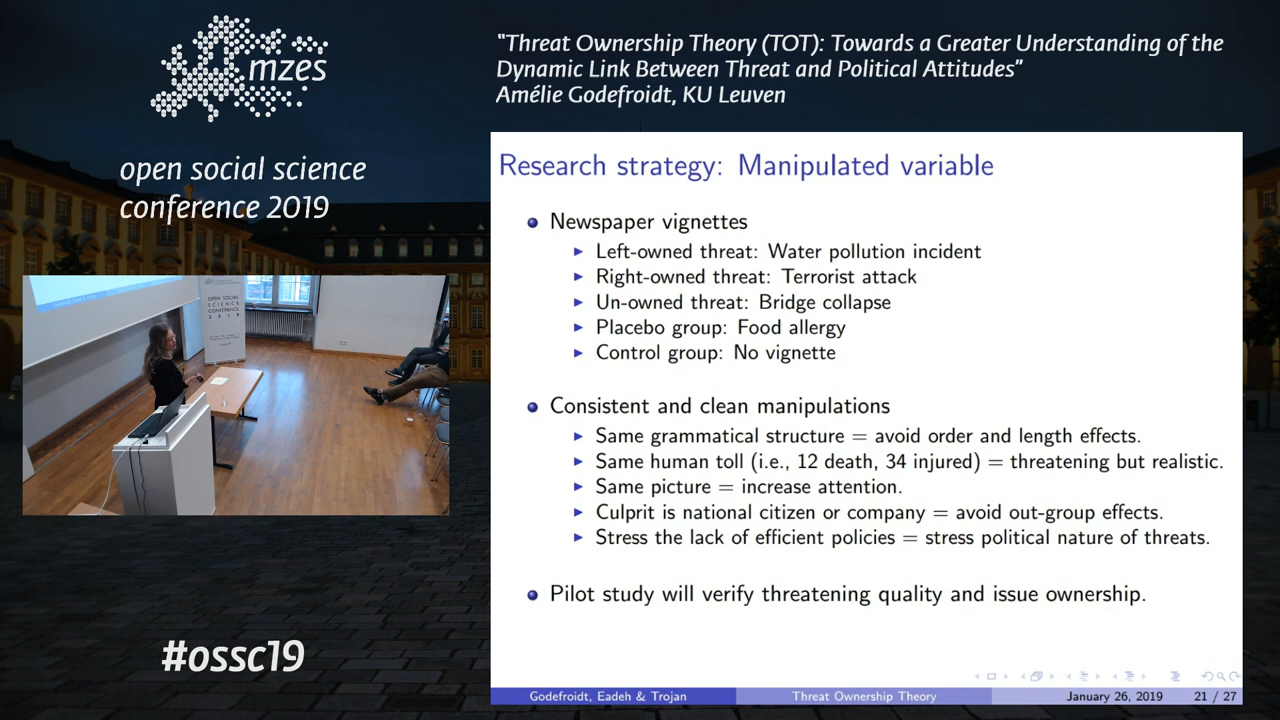 mzes
open social science
conference 2019
"Threat Ownership Theory (TOT): Towards a Greater Understanding of the
Dynamic Link Between Threat and Political Attitudes"
Amélie Godefroidt, KU Leuven
OPEN SOCIAL
SCIENCE
CONFERENCE
2019
#ossc19
Research strategy: Manipulated variable
Newspaper vignettes
Left-owned threat: Water pollution incident
Right-owned threat: Terrorist attack
Un-owned threat: Bridge collapse
Placebo group: Food allergy
Control group: No vignette
Consistent and clean manipulations
Same grammatical structure = avoid order and length effects.
Same human toll (i.e., 12 death, 34 injured) = threatening but realistic.
Same picture = increase attention.
Culprit is national citizen or company = avoid out-group effects.
Stress the lack of efficient policies = stress political nature of threats.
Pilot study will verify threatening quality and issue ownership.
Godefroidt, Eadeh & Trojan
Threat Ownership Theory
January 26, 2019
21 / 27